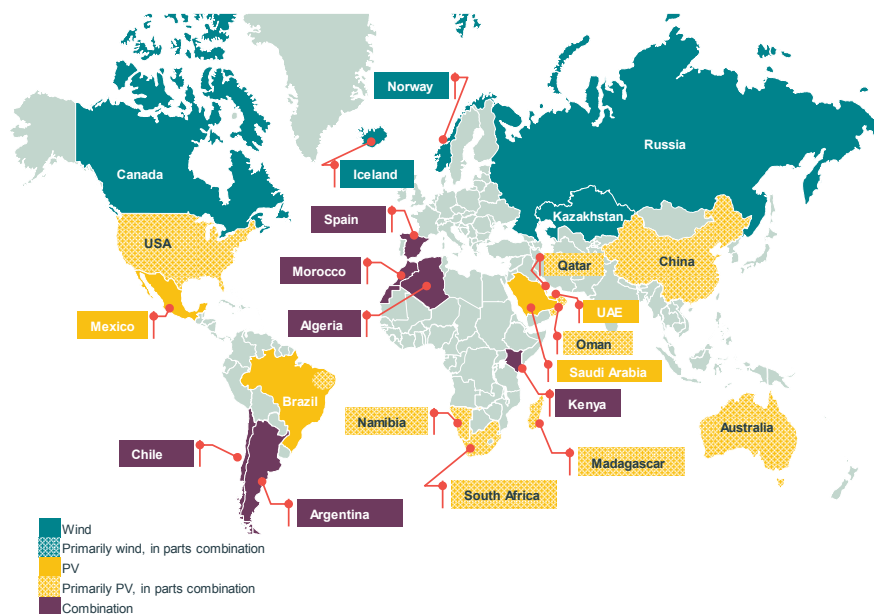 Norway
Russia
Canada
Iceland
Spain
Kazakhstan
USA
Qatar
China
Morocco
Mexico
Algeria
UAE
Oman
Saudi Arabia
Brazil
Kenya
Namibia
Australia
Chile
Madagascar
South Africa
Argentina
Wind
Primarily wind, in parts combination
PV
Primarily PV, in parts combination
Combination